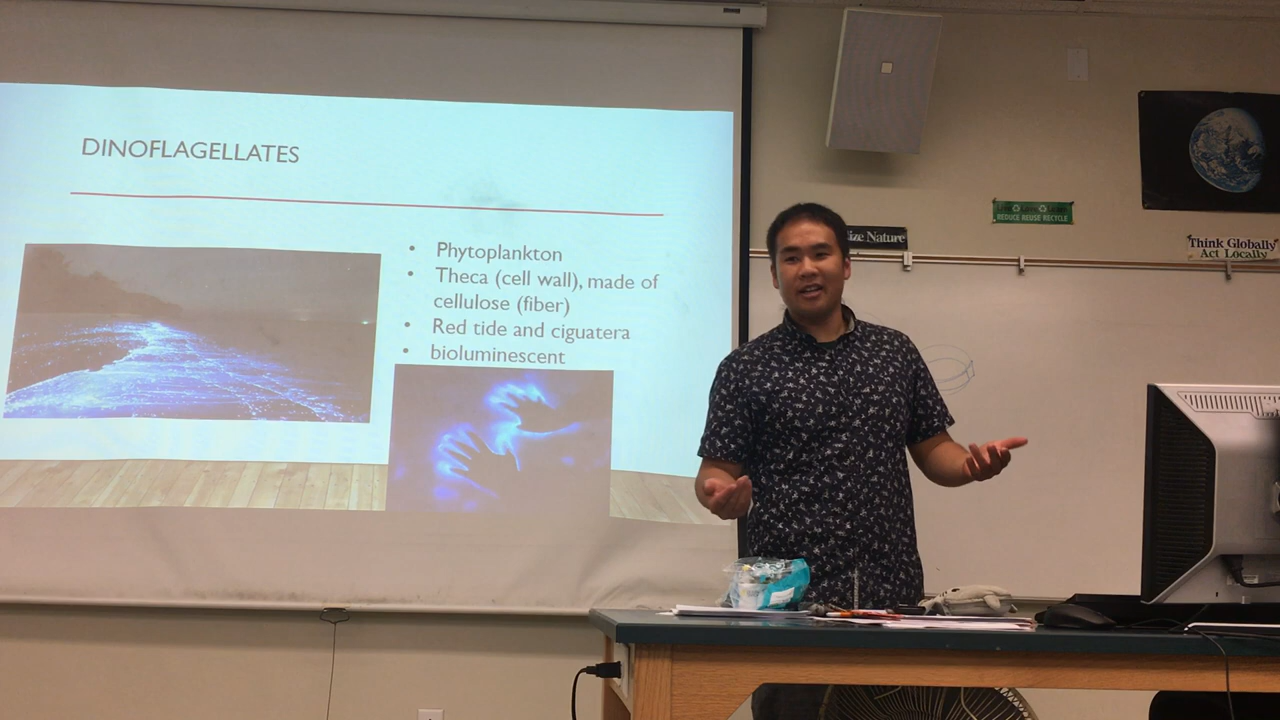 DINOFLAGELLATES
• Phytoplankton
• Theca (cell wall), made of
cellulose (fiber)
• Red tide and ciguatera
• bioluminescent
ize Nature
REDUCE REUSE RECYCLE
Think Globally
Act Locally